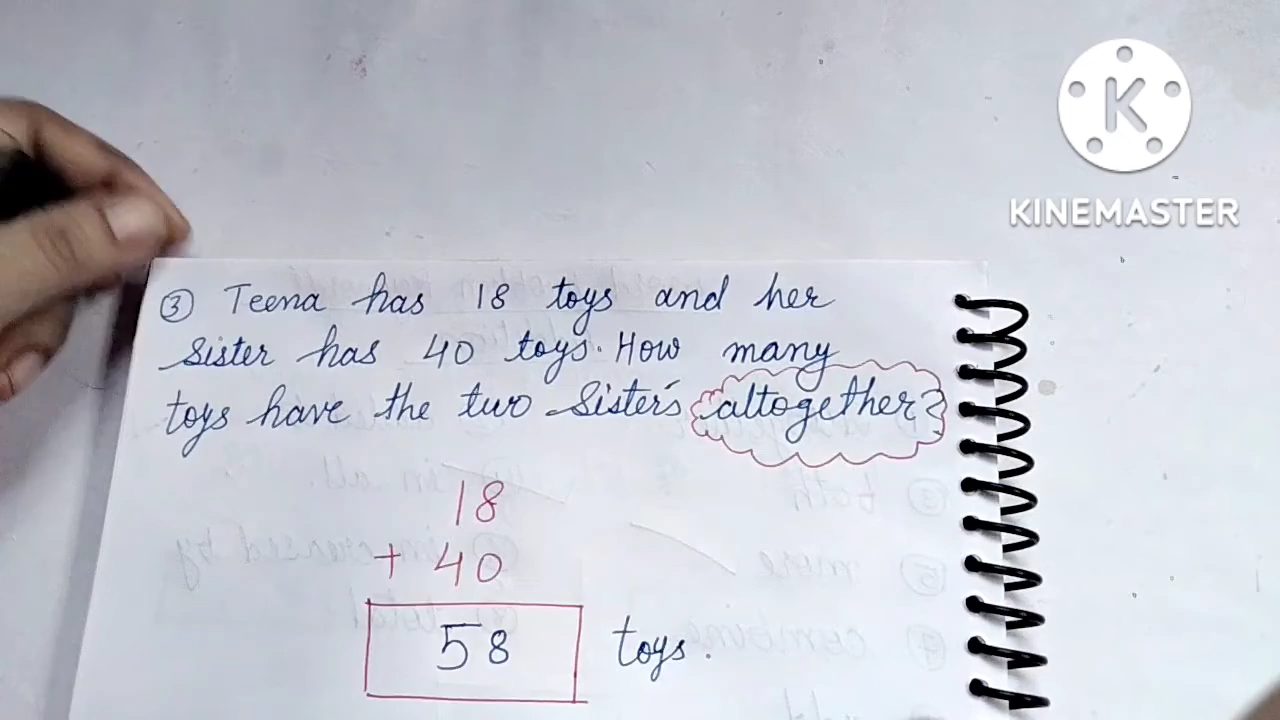 K
KINEMASTER
③ Teena has 18 toys and her
Sister has 40 toys. How many
toys have the two Sister's altogether?
18
+ 40
58 toys.